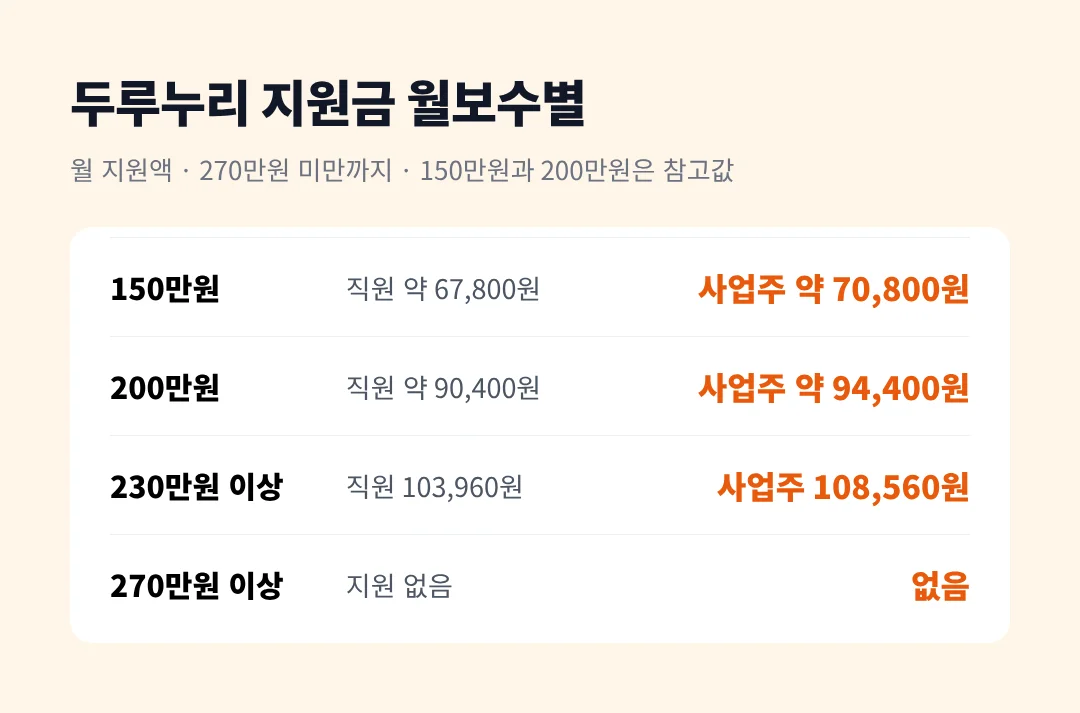 두루누리 지원금 월보수별
월 지원액 · 270만원 미만까지 · 150만원과 200만원은 참고값
150만원 직원 약 67,800원 사업주 약 70,800원
200만원 직원 약 90,400원 사업주 약 94,400원
230만원 이상 직원 103,960원 사업주 108,560원
270만원 이상 지원 없음 없음